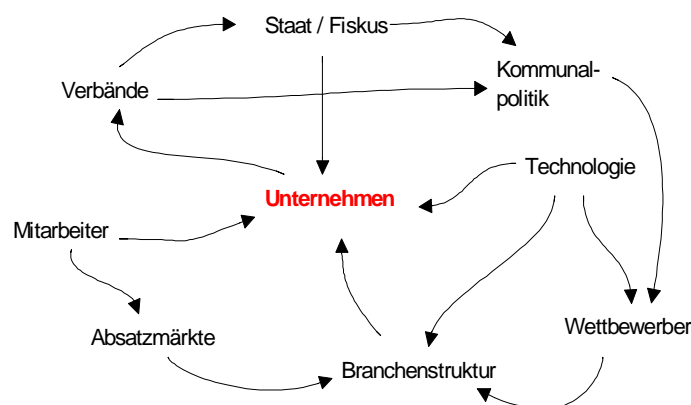 Staat / Fiskus
Verbände
Kommunal-
politik
Technologie
Unternehmen
Mitarbeiter
Absatzmärkte
Wettbewerber
Branchenstruktur